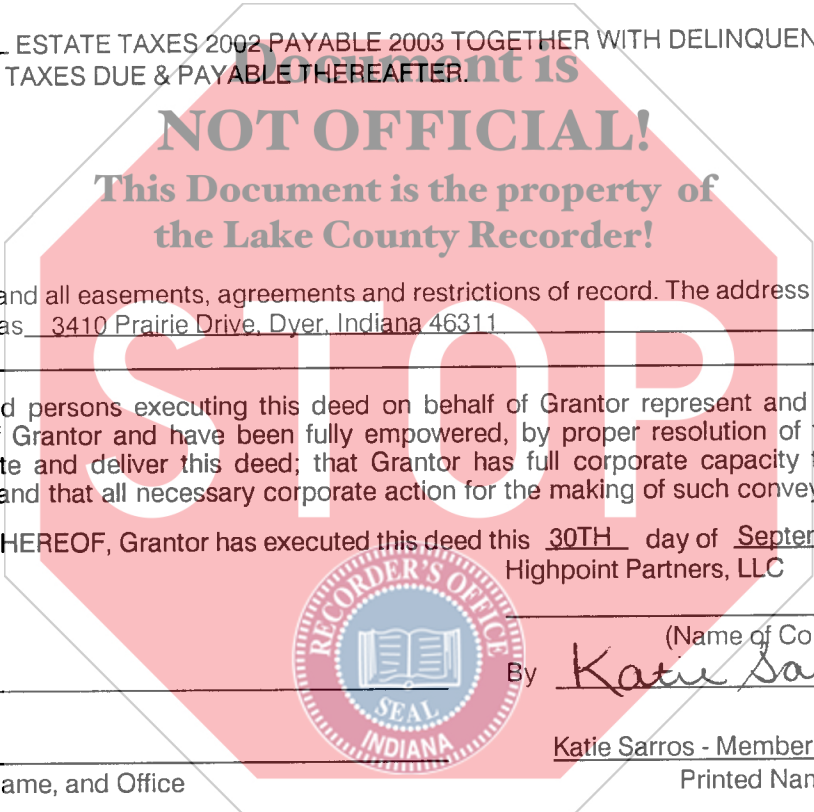 ESTATE TAXES 2002 PAYABLE 2003 TOGETHER WITH DELINQUEN
TAXES DUE & PAYABLE THEREAFTER.
Document is
NOT OFFICIAL!
This Document is the property of
the Lake County Recorder!
and all easements, agreements and restrictions of record. The address
as 3410 Prairie Drive, Dyer, Indiana 46311
STOP
d persons executing this deed on behalf of Grantor represent and
f Grantor and have been fully empowered, by proper resolution of
te and deliver this deed; that Grantor has full corporate capacity t
and that all necessary corporate action for the making of such convey
HEREOF, Grantor has executed this deed this 30TH day of Septem
Highpoint Partners, LLC
(Name of Co
By Katie Sa
RECORDER'S OFFICE
SEAL
INDIANA
Katie Sarros - Member
ame, and Office
Printed Nam